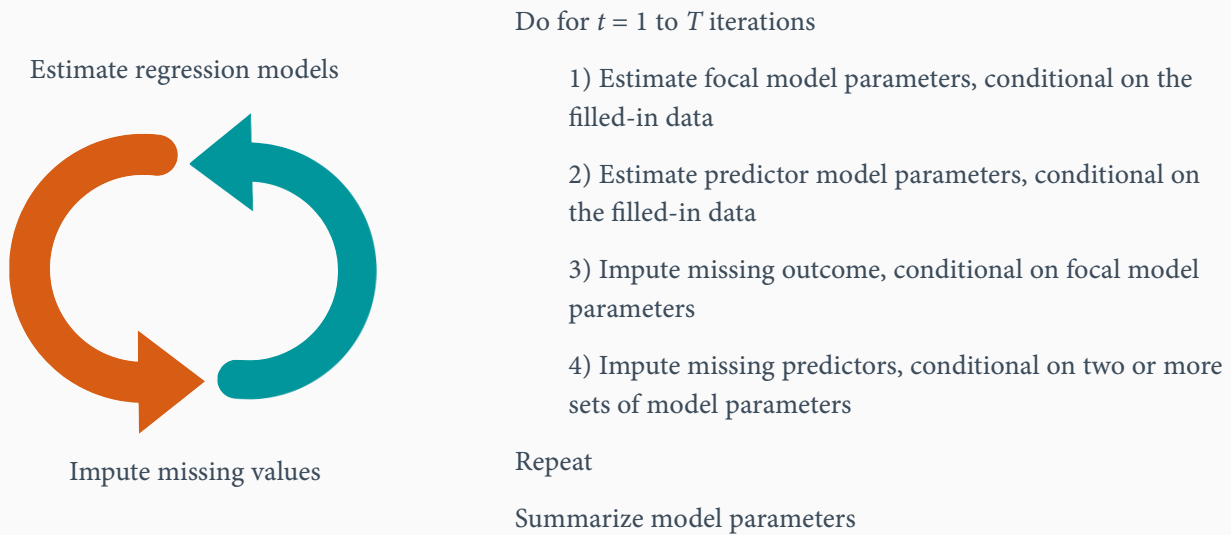 Estimate regression models
Impute missing values
Do for t = 1 to T iterations
1) Estimate focal model parameters, conditional on the
filled-in data
2) Estimate predictor model parameters, conditional on
the filled-in data
3) Impute missing outcome, conditional on focal model
parameters
4) Impute missing predictors, conditional on two or more
sets of model parameters
Repeat
Summarize model parameters